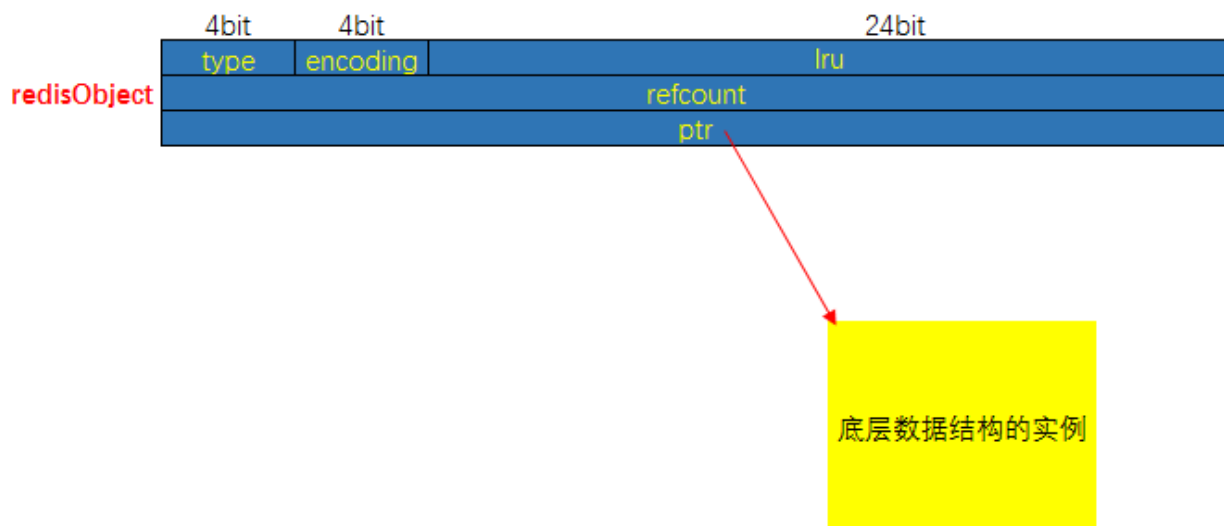 4bit 4bit 24bit
type encoding lru
redisObject refcount
ptr
底层数据结构的实例